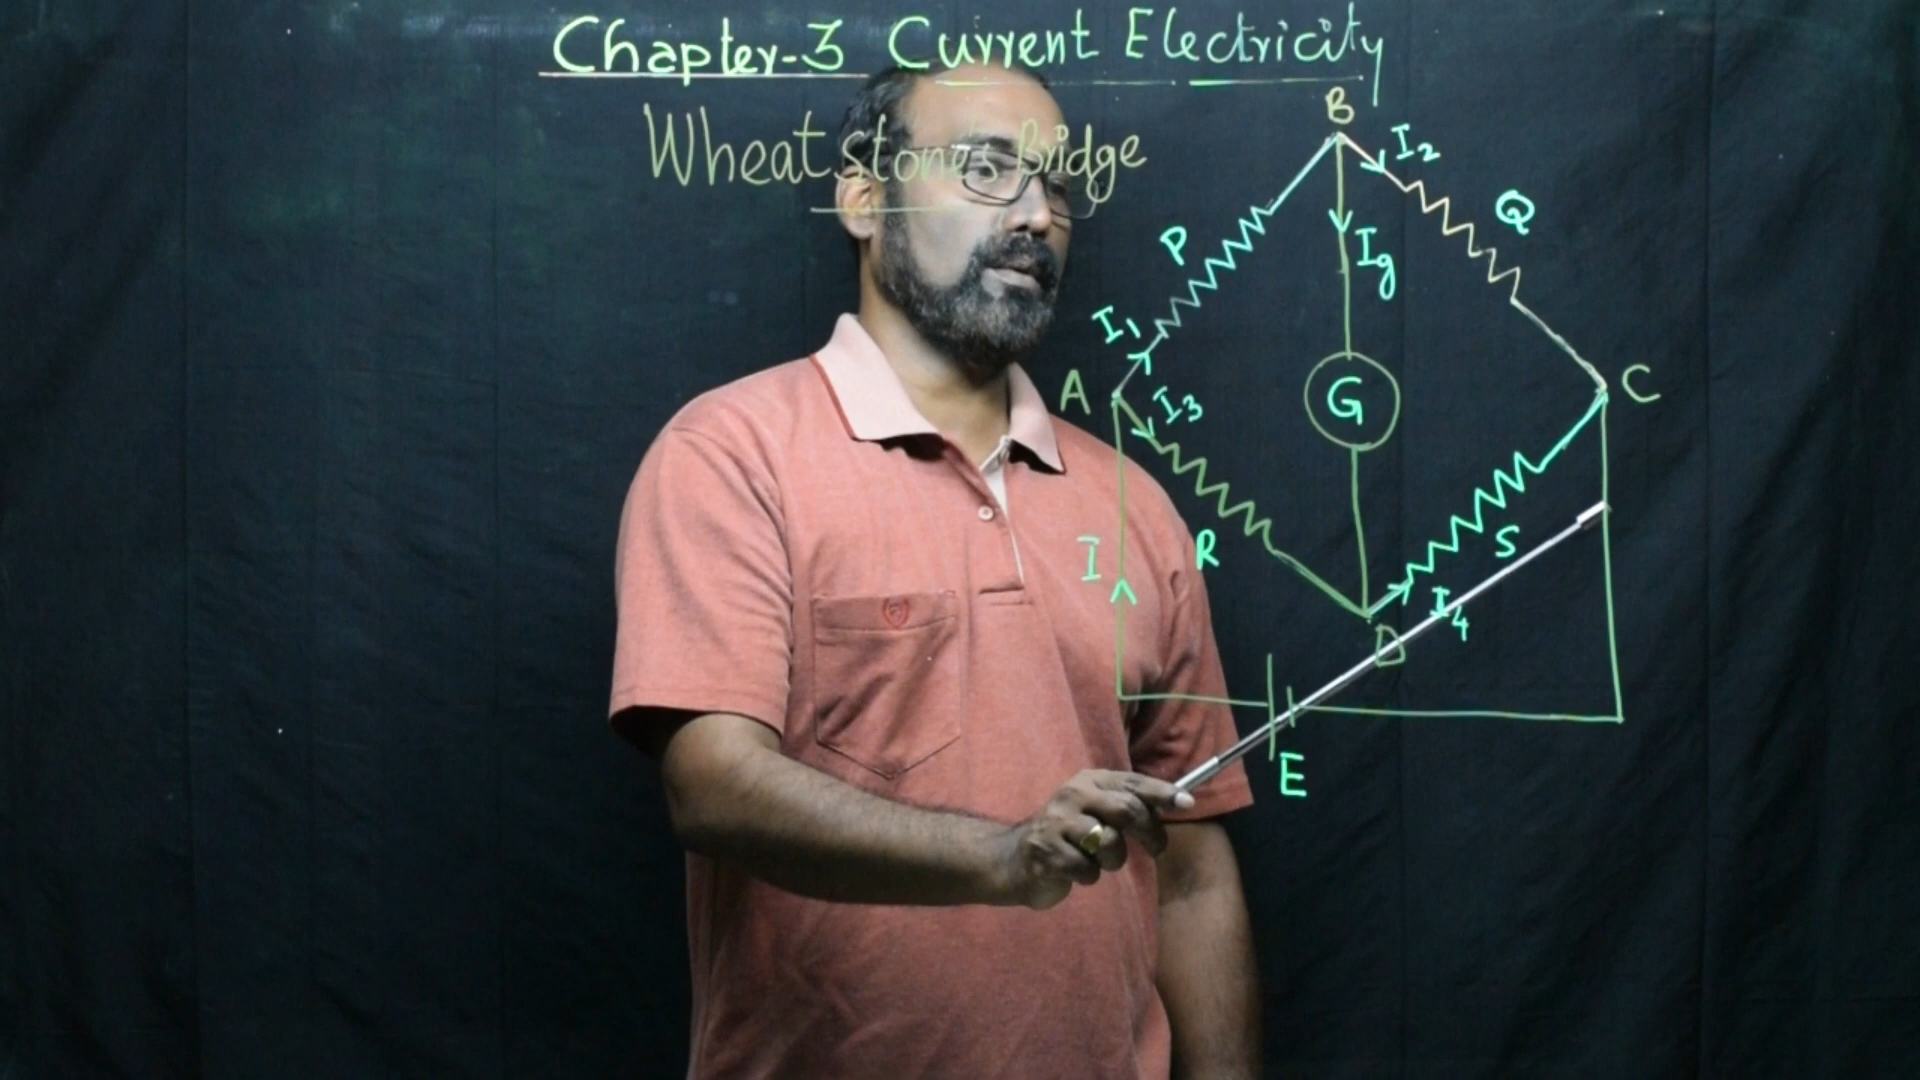 Chapter-3 Current Electricity
Wheatstone's Bridge
B
I2
Q
P
Ig
I1
A
I3
G
C
I
R
S
I4
D
E